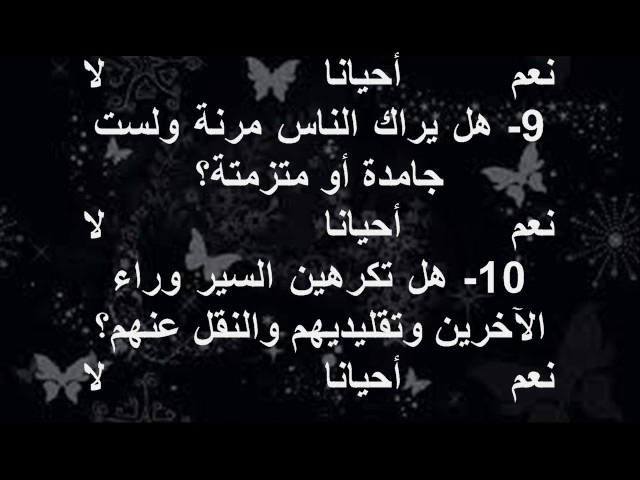 نعم أحيانا لا
9- هل يراك الناس مرنة ولست
جامدة أو متزمتة؟
نعم أحيانا لا
10- هل تكرهين السير وراء
الآخرين وتقليديهم والنقل عنهم؟
نعم أحيانا لا